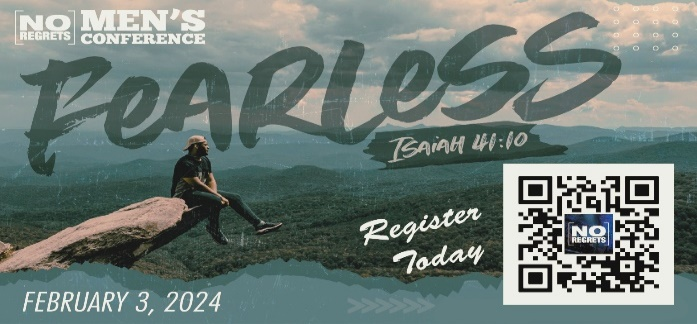 NO REGRETS MEN'S CONFERENCE
FEARLESS
ISAIAH 41:10
Register
Today
NO
REGRETS
FEBRUARY 3, 2024